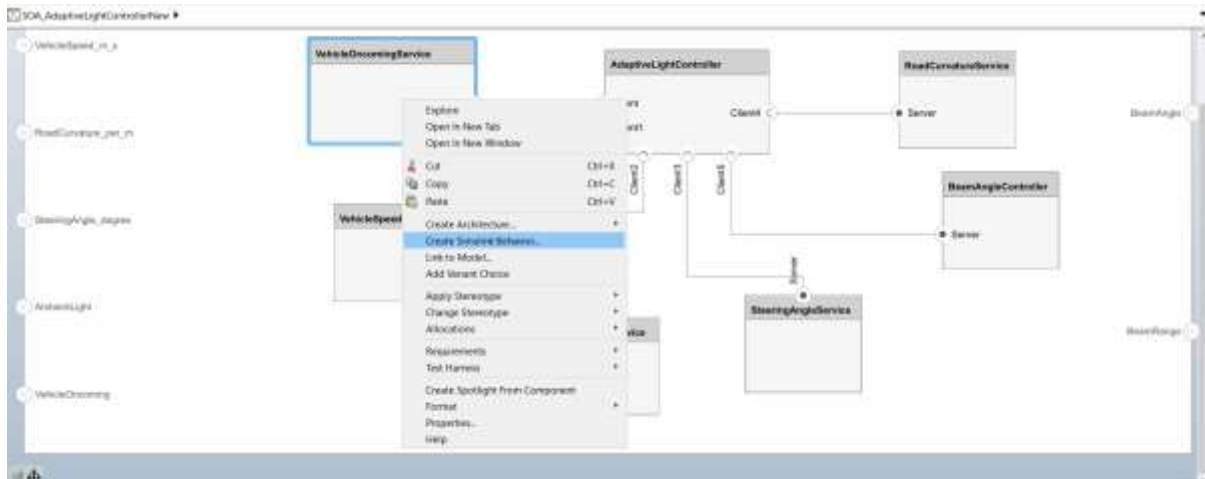 SOA_AdaptiveLightControllerNew
VehicleSpeed_m_s
RoadCurvature_per_m
SteeringAngle_degree
AmbientLight
VehicleOncoming
VehicleOncomingService
AdaptiveLightController
Client4
Client2
Client3
RoadCurvatureService
Server
BeamAngle
BeamAngleController
Server
VehicleSpeed
Server
SteeringAngleService
BeamRange
Explore
Open In New Tab
Open In New Window
Cut Ctrl+X
Copy Ctrl+C
Paste Ctrl+V
Create Architecture...
Create Simulink Behavior...
Link to Model...
Add Variant Choice
Apply Stereotype
Change Stereotype
Allocations
Requirements
Test Harness
Create Spotlight From Component
Format
Properties...
Help